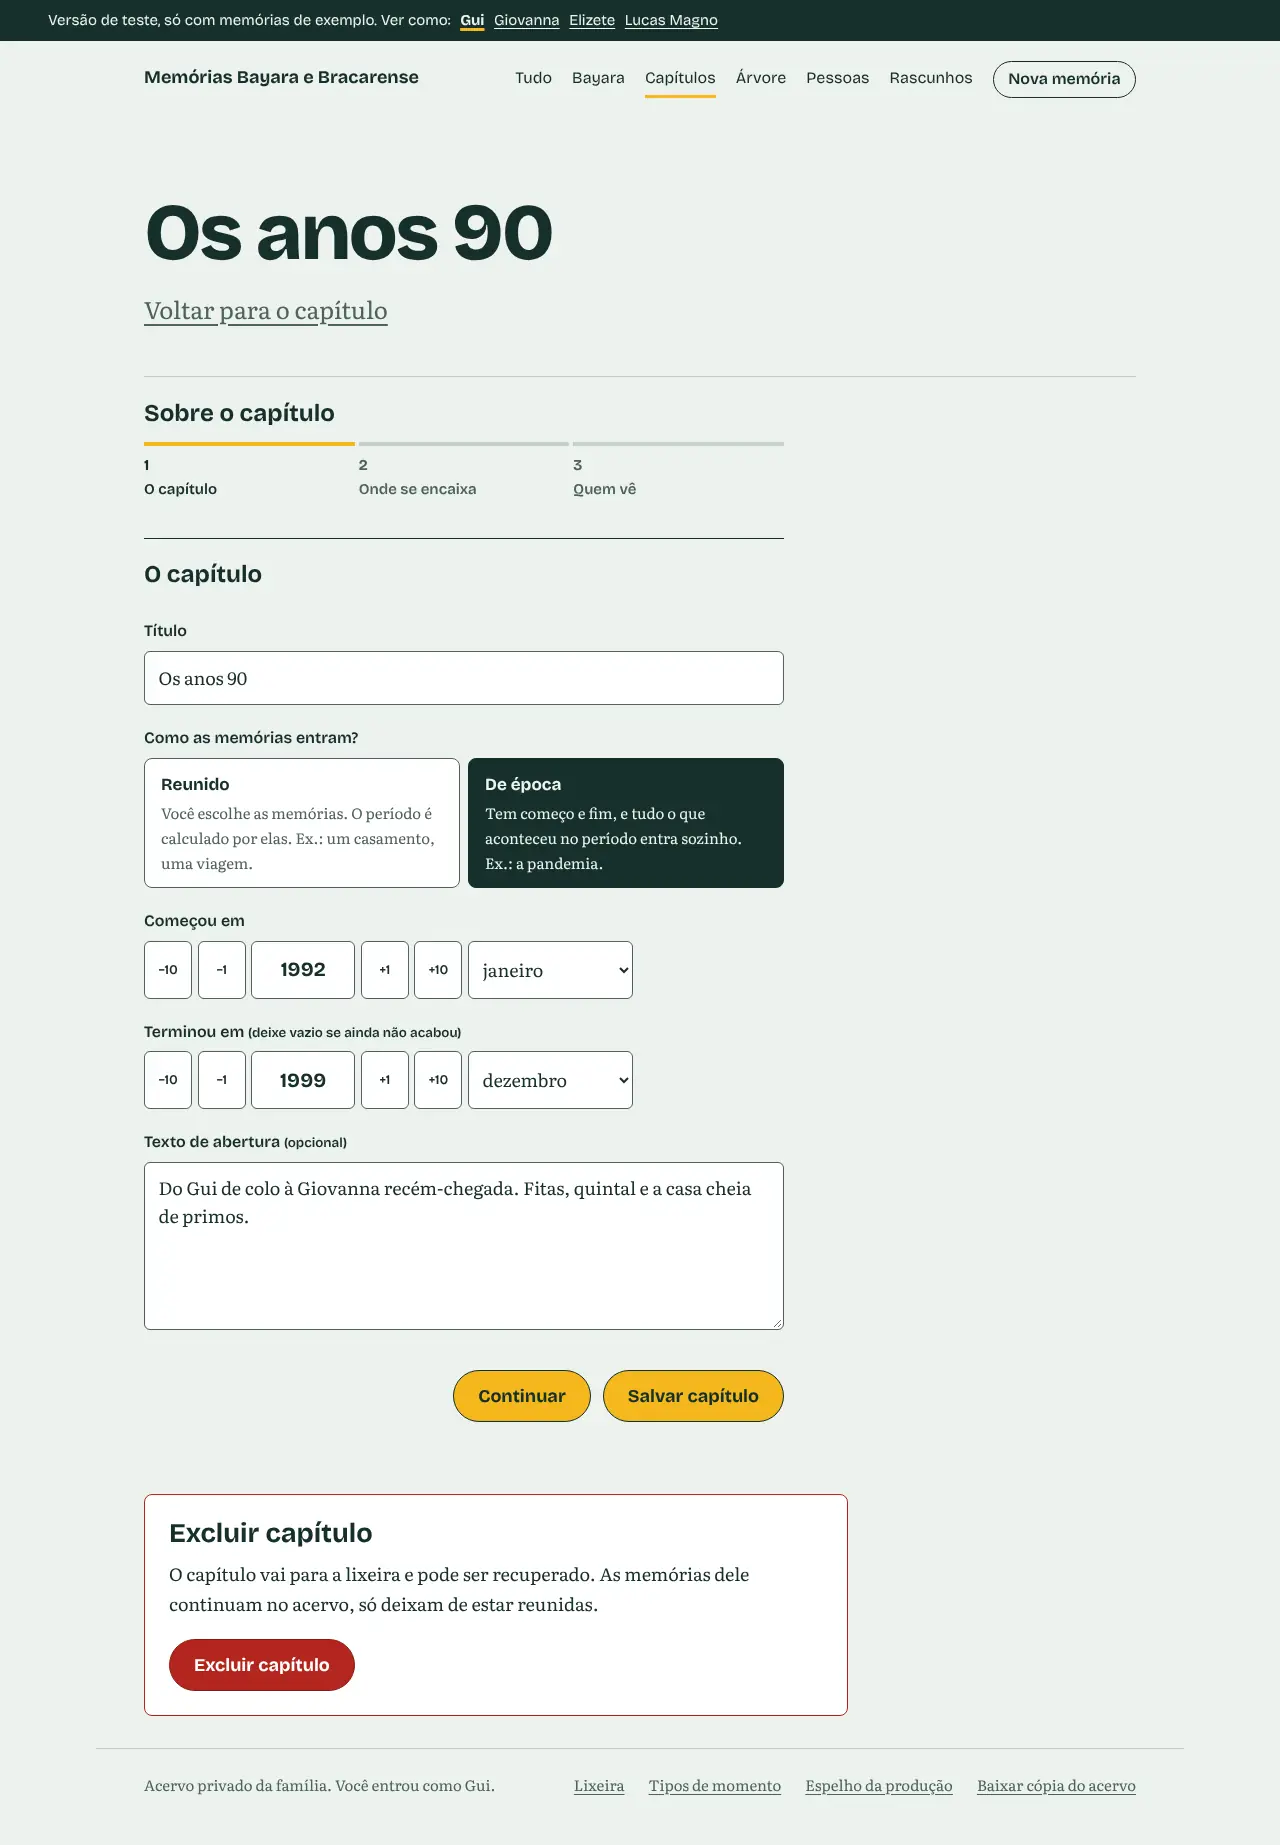 Versão de teste, só com memórias de exemplo. Ver como: Gui Giovanna Elizete Lucas Magno
Memórias Bayara e Bracarense
Tudo Bayara Capítulos Árvore Pessoas Rascunhos Nova memória
Os anos 90
Voltar para o capítulo
Sobre o capítulo
1
O capítulo
2
Onde se encaixa
3
Quem vê
O capítulo
Título
Os anos 90
Como as memórias entram?
Reunido
Você escolhe as memórias. O período é
calculado por elas. Ex.: um casamento,
uma viagem.
De época
Tem começo e fim, e tudo o que
aconteceu no período entra sozinho.
Ex.: a pandemia.
Começou em
−10 −1 1992 +1 +10 janeiro
Terminou em (deixe vazio se ainda não acabou)
−10 −1 1999 +1 +10 dezembro
Texto de abertura (opcional)
Do Gui de colo à Giovanna recém-chegada. Fitas, quintal e a casa cheia
de primos.
Continuar Salvar capítulo
Excluir capítulo
O capítulo vai para a lixeira e pode ser recuperado. As memórias dele
continuam no acervo, só deixam de estar reunidas.
Excluir capítulo
Acervo privado da família. Você entrou como Gui.
Lixeira Tipos de momento Espelho da produção Baixar cópia do acervo